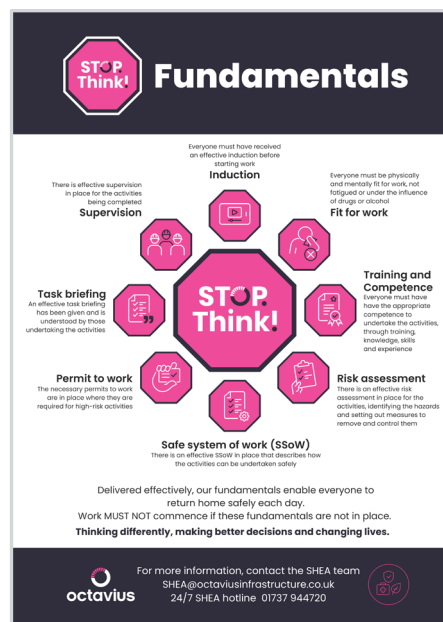 STOP.
Think!
Fundamentals
Everyone must have received
an effective induction before
starting work
Induction
Everyone must be physically
and mentally fit for work, not
fatigued or under the influence
of drugs or alcohol
Fit for work
Training and
Competence
Everyone must have
have the appropriate
competence to
undertake the activities,
through training,
knowledge, skills
and experience
Risk assessment
There is an effective risk
assessment in place for the
activities, identifying the hazards
and setting out measures to
remove and control them
Safe system of work (SSoW)
There is an effective SSoW in place that describes how
the activities can be undertaken safely
Permit to work
The necessary permits to work
are in place where they are
required for high-risk activities
Task briefing
An effective task briefing
has been given and is
understood by those
undertaking the activities
There is effective supervision
in place for the activities
being completed
Supervision
STOP.
Think!
Delivered effectively, our fundamentals enable everyone to
return home safely each day.
Work MUST NOT commence if these fundamentals are not in place.
Thinking differently, making better decisions and changing lives.
octavius
For more information, contact the SHEA team
SHEA@octaviusinfrastructure.co.uk
24/7 SHEA hotline 01737 944720